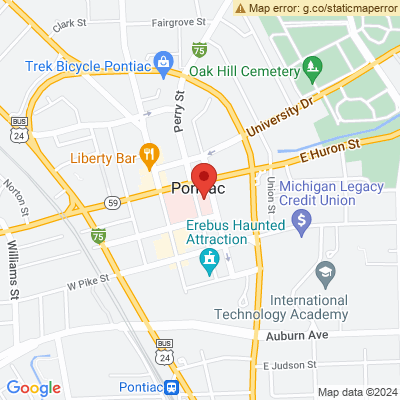 Map error: g.co/staticmaperror
Fairgrove St
Clark St
Trek Bicycle Pontiac
Oak Hill Cemetery
Perry St
University Dr
BUS
75
BUS
24
E Huron St
Liberty Bar
Pontiac
59
Norton St
Union St
Michigan Legacy
Credit Union
Erebus Haunted
Attraction
75
Williams St
W Pike St
International
Technology Academy
Auburn Ave
BUS
24
E Judson St
Pontiac
Google
Map data ©2024